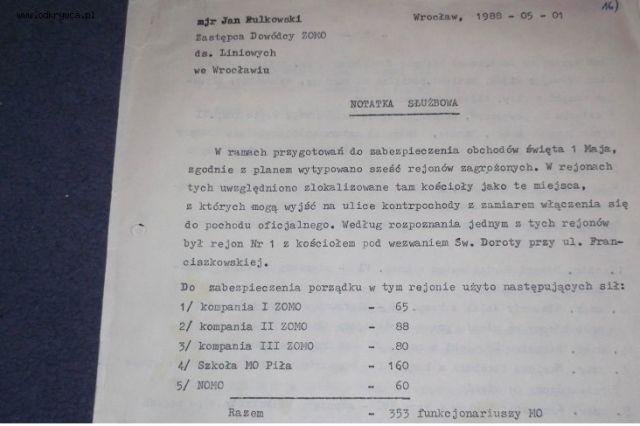 www.odkrywca.pl
16)
mjr Jan Rulkowski
Wrocław, 1988 - 05 - 01
Zastępca Dowódcy ZOMO
ds. Liniowych
we Wrocławiu
NOTATKA SŁUŻBOWA
W ramach przygotowań do zabezpieczenia obchodów święta 1 Maja,
zgodnie z planem wytypowano sześć rejonów zagrożonych. W rejonach
tych uwzględniono zlokalizowane tam kościoły jako te miejsca,
z których mogą wyjść na ulice kontrpochody z zamiarem włączenia się
do pochodu oficjalnego. Według rozpoznania jednym z tych rejonów
był rejon Nr 1 z kościołem pod wezwaniem Św. Doroty przy ul. Fran-
ciszkowskiej.
Do zabezpieczenia porządku w tym rejonie użyto następujących sił:
1/ kompania I ZOMO - 65
2/ kompania II ZOMO - 88
3/ kompania III ZOMO - 80
4/ Szkoła MO Piła - 160
5/ NOMO - 60
Razem - 353 funkcjonariuszy MO